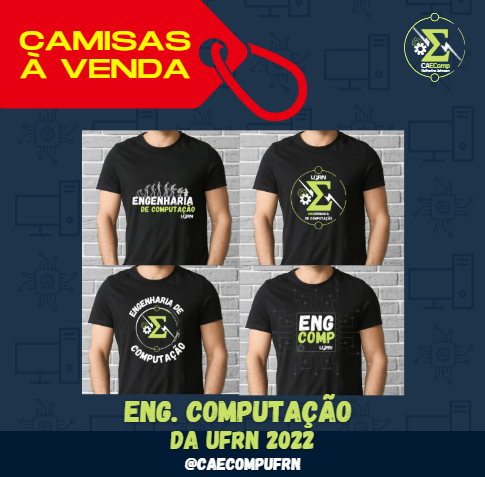 CAMISAS
À VENDA
Σ
CAEComp
ENGENHARIA
DE COMPUTAÇÃO
UFRN
UFRN
Σ
ENGENHARIA
DE COMPUTAÇÃO
ENGENHARIA DE
Σ
COMPUTAÇÃO
ENG
COMP
UFRN
ENG. COMPUTAÇÃO
DA UFRN 2022
@CAECOMPUFRN